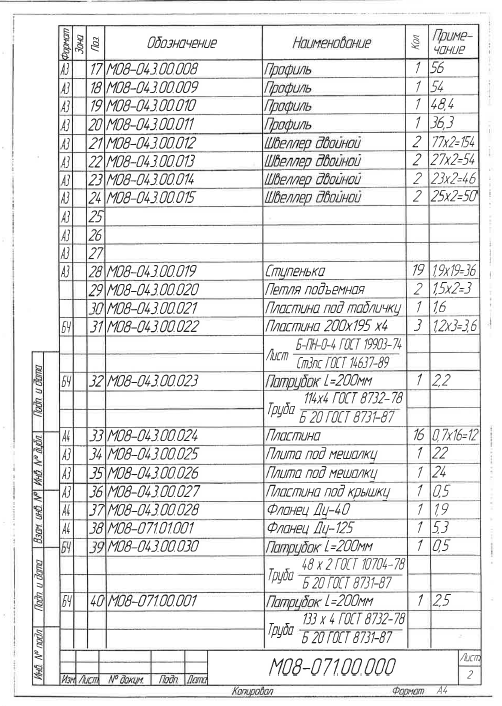 Формат Зона Поз. Обозначение Наименование Кол Приме-
чание
А3 17 М08-043.00.008 Профиль 1 56
А3 18 М08-043.00.009 Профиль 1 54
А3 19 М08-043.00.010 Профиль 1 48,4
А3 20 М08-043.00.011 Профиль 1 36,3
А3 21 М08-043.00.012 Швеллер двойной 2 77х2=154
А3 22 М08-043.00.013 Швеллер двойной 2 27х2=54
А3 23 М08-043.00.014 Швеллер двойной 2 23х2=46
А3 24 М08-043.00.015 Швеллер двойной 2 25х2=50
А3 25
А3 26
А3 27
А3 28 М08-043.00.019 Ступенька 19 1,9х19=36
29 М08-043.00.020 Петля подъемная 2 1,5х2=3
30 М08-043.00.021 Пластина под табличку 1 1,6
БЧ 31 М08-043.00.022 Пластина 200х195 х4 3 1,2х3=3,6
Лист Б-ПН-0-4 ГОСТ 19903-74
Ст3пс ГОСТ 14637-89
БЧ 32 М08-043.00.023 Патрубок L=200мм 1 2,2
Труба 114х4 ГОСТ 8732-78
Б 20 ГОСТ 8731-87
А4 33 М08-043.00.024 Пластина 16 0,7х16=12
А3 34 М08-043.00.025 Плита под мешалку 1 22
А3 35 М08-043.00.026 Плита под мешалку 1 24
А3 36 М08-043.00.027 Пластина под крышку 1 0,5
А4 37 М08-043.00.028 Фланец Ду-40 1 1,9
А4 38 М08-071.01.001 Фланец Ду-125 1 5,3
БЧ 39 М08-043.00.030 Патрубок L=200мм 1 0,5
Труба 48 х 2 ГОСТ 10704-78
Б 20 ГОСТ 8731-87
БЧ 40 М08-071.00.001 Патрубок L=200мм 1 2,5
Труба 133 х 4 ГОСТ 8732-78
Б 20 ГОСТ 8731-87
Подп. и дата
Инв. № дубл.
Взам. инв. №
Подп. и дата
Инв. № подл.
Изм Лист № докум. Подп. Дата
М08-071.00.000
Лист
2
Копировал Формат А4